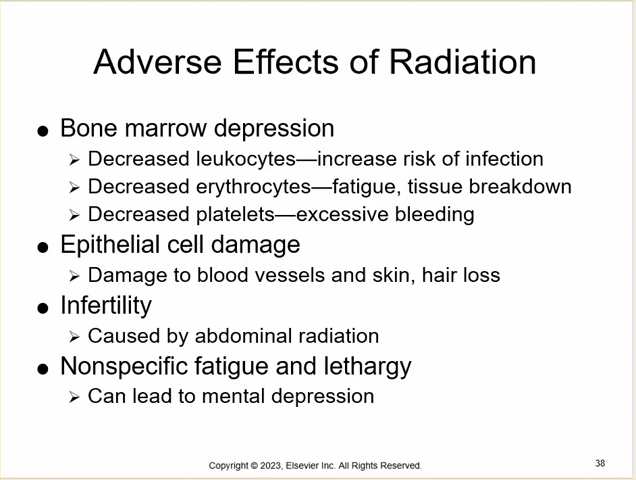 Adverse Effects of Radiation
● Bone marrow depression
➢ Decreased leukocytes—increase risk of infection
➢ Decreased erythrocytes—fatigue, tissue breakdown
➢ Decreased platelets—excessive bleeding
● Epithelial cell damage
➢ Damage to blood vessels and skin, hair loss
● Infertility
➢ Caused by abdominal radiation
● Nonspecific fatigue and lethargy
➢ Can lead to mental depression
Copyright © 2023, Elsevier Inc. All Rights Reserved.
38